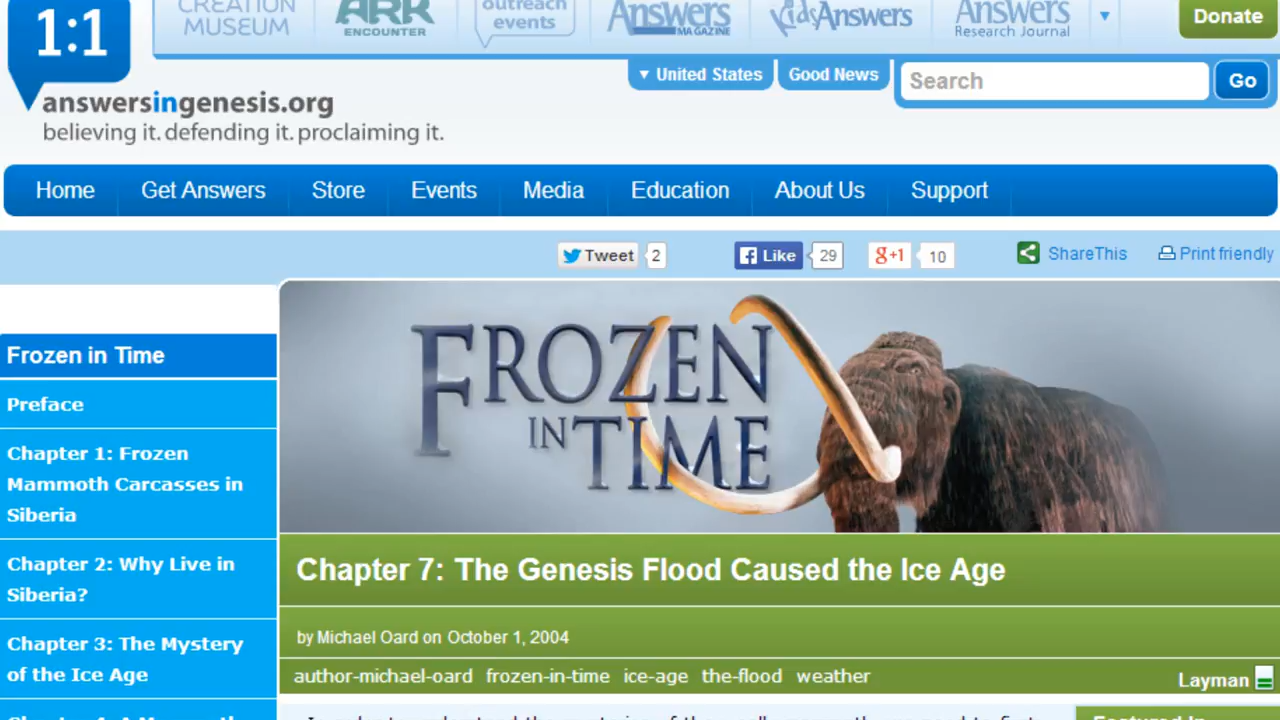 CREATION
MUSEUM
ARK
ENCOUNTER
outreach
events
Answers
MAGAZINE
KidsAnswers
Answers
Research Journal
Donate
1:1
United States
Good News
Search
Go
answersingenesis.org
believing it. defending it. proclaiming it.
Home
Get Answers
Store
Events
Media
Education
About Us
Support
Tweet
2
Like
29
g+1
10
ShareThis
Print friendly
Frozen in Time
Preface
Chapter 1: Frozen
Mammoth Carcasses in
Siberia
Chapter 2: Why Live in
Siberia?
Chapter 3: The Mystery
of the Ice Age
FROZEN
IN TIME
Chapter 7: The Genesis Flood Caused the Ice Age
by Michael Oard on October 1, 2004
author-michael-oard frozen-in-time ice-age the-flood weather
Layman